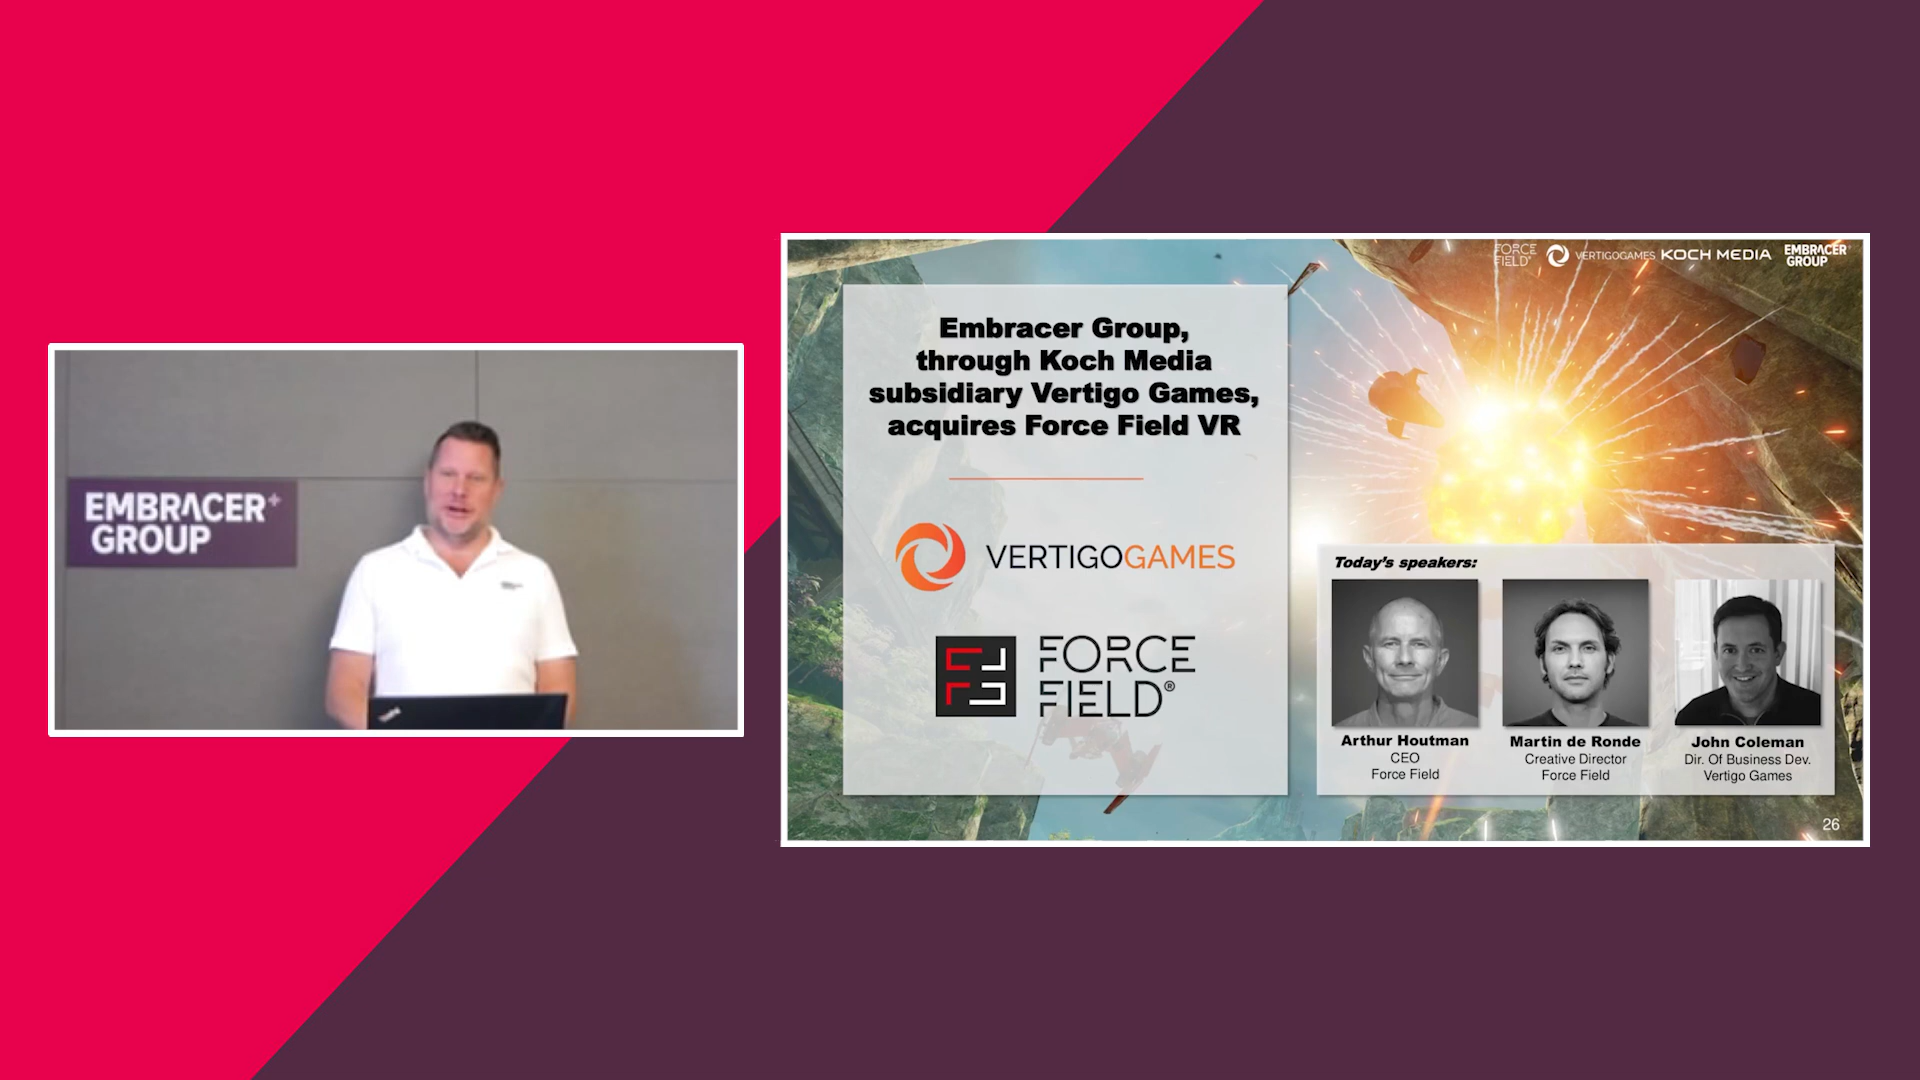 EMBRACER+
GROUP
FORCE
FIELD®
VERTIGOGAMES
KOCH MEDIA
EMBRACER+
GROUP
Embracer Group,
through Koch Media
subsidiary Vertigo Games,
acquires Force Field VR
VERTIGOGAMES
FORCE
FIELD®
Today's speakers:
Arthur Houtman
CEO
Force Field
Martin de Ronde
Creative Director
Force Field
John Coleman
Dir. Of Business Dev.
Vertigo Games
26